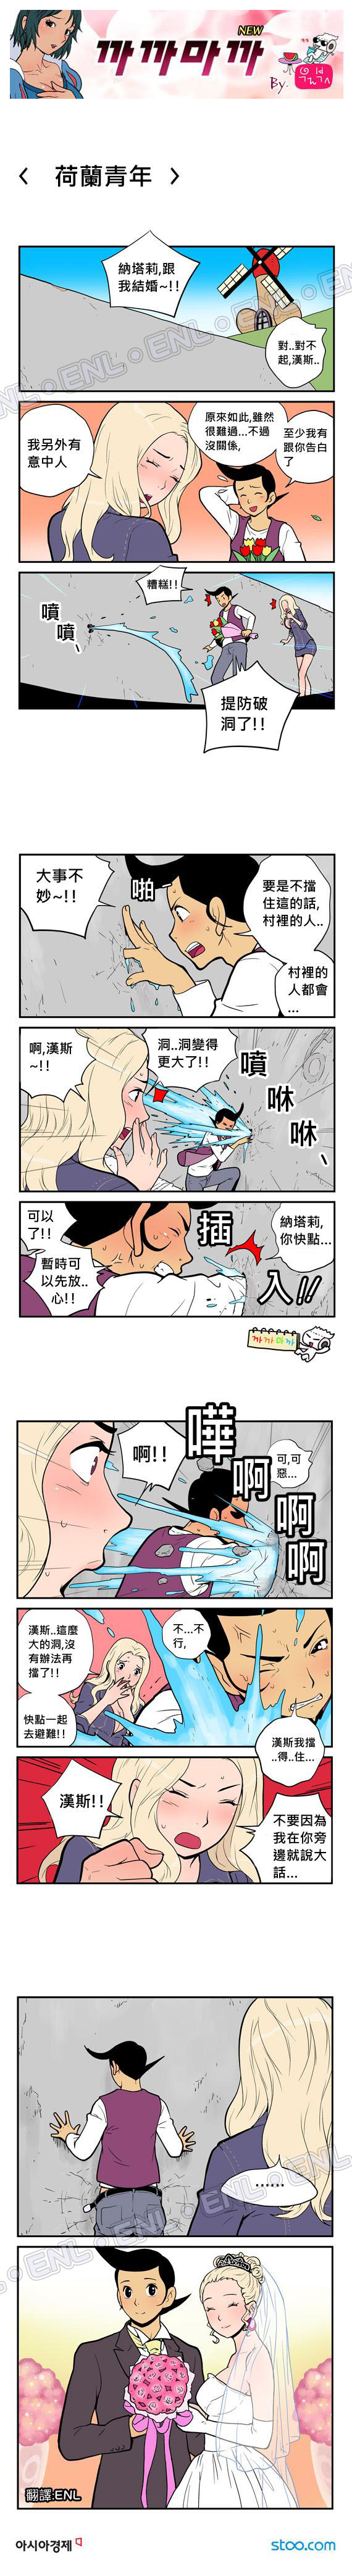 NEW
까까마까
By.
〈 荷蘭青年 〉
納塔莉,跟
我結婚~!!
對..對不
起,漢斯..
我另外有
意中人
原來如此,雖然
很難過...不過
沒關係,
至少我有
跟你告白
了
糟糕!!
噴
噴
提防破
洞了!!
大事不
妙~!!
啪
要是不擋
住這的話,
村裡的人..
村裡的
人都會
...
啊,漢斯
~!!
洞..洞變得
更大了!!
噴
咻
咻
可以
了!!
暫時可
以先放..
心!!
插
入!!
納塔莉,
你快點...
까까마까
啊!!
嘩
啊
啊
啊
可,可
惡...
漢斯..這麼
大的洞,沒
有辦法再
擋了!!
快點一起
去避難!!
不...不
行,
漢斯我擋
..得..住...
漢斯!!
不要因為
我在你旁
邊就說大
話...
......
ENL
翻譯:ENL
아시아경제
stoo.com